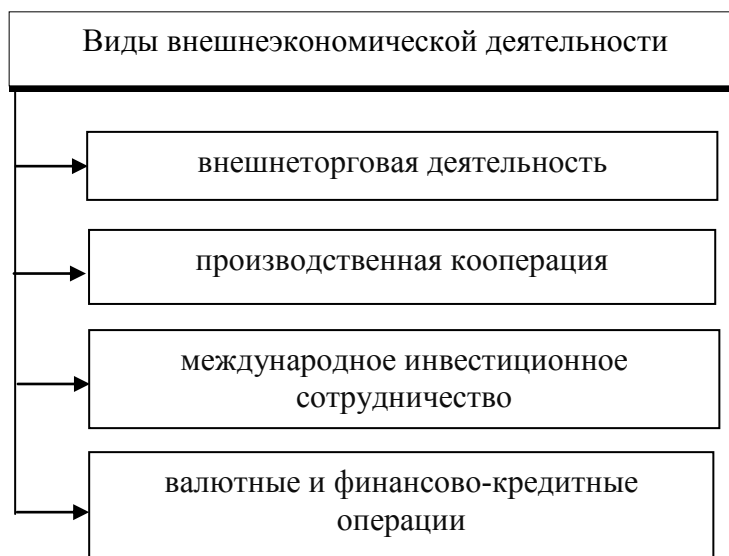 Виды внешнеэкономической деятельности
внешнеторговая деятельность
производственная кооперация
международное инвестиционное
сотрудничество
валютные и финансово-кредитные
операции